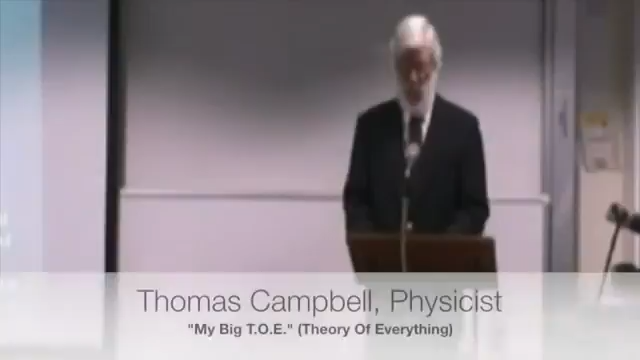 Thomas Campbell, Physicist
"My Big T.O.E." (Theory Of Everything)